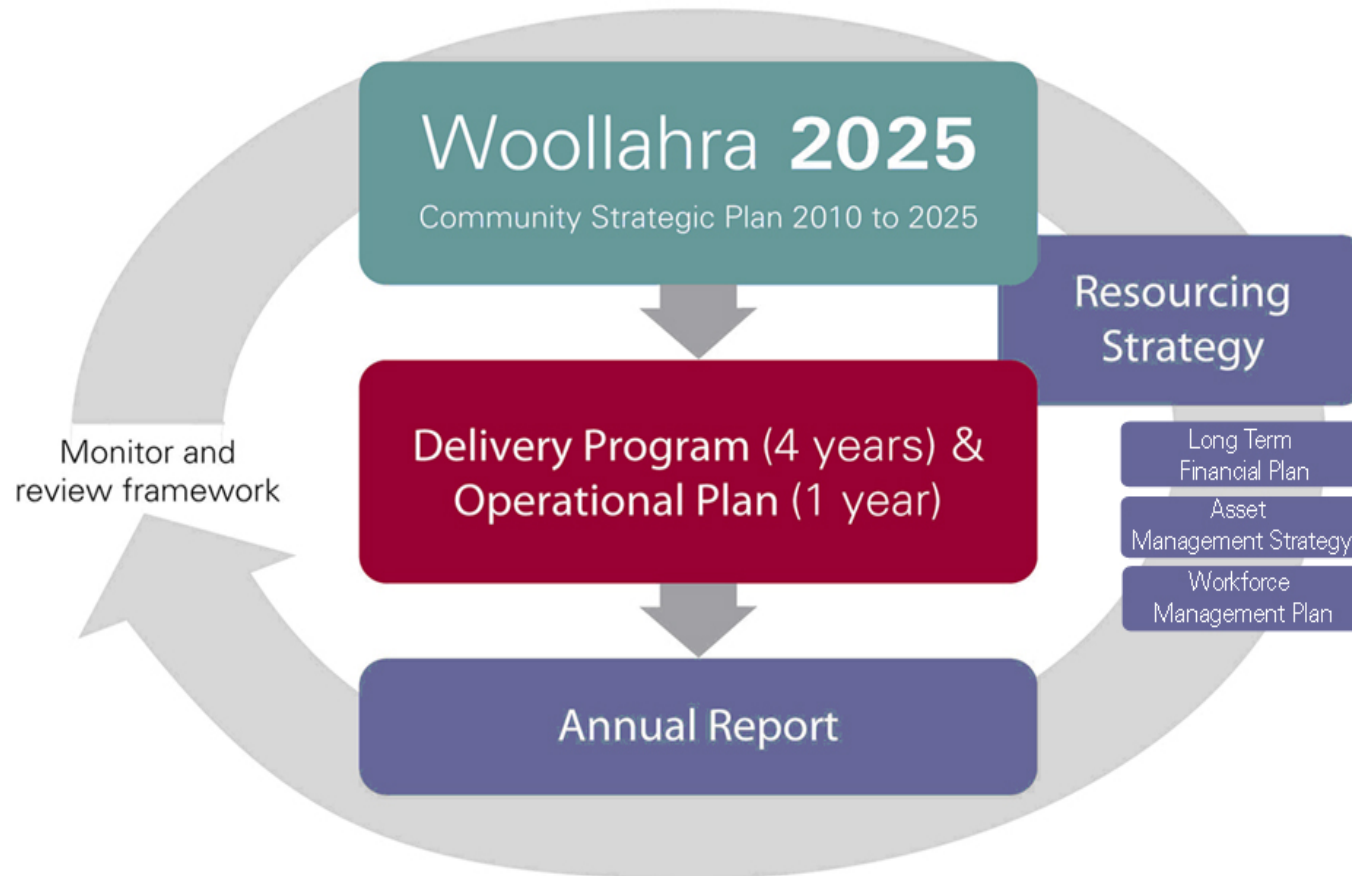 Woollahra 2025
Community Strategic Plan 2010 to 2025
Resourcing
Strategy
Delivery Program (4 years) &
Operational Plan (1 year)
Monitor and
review framework
Long Term
Financial Plan
Asset
Management Strategy
Workforce
Management Plan
Annual Report